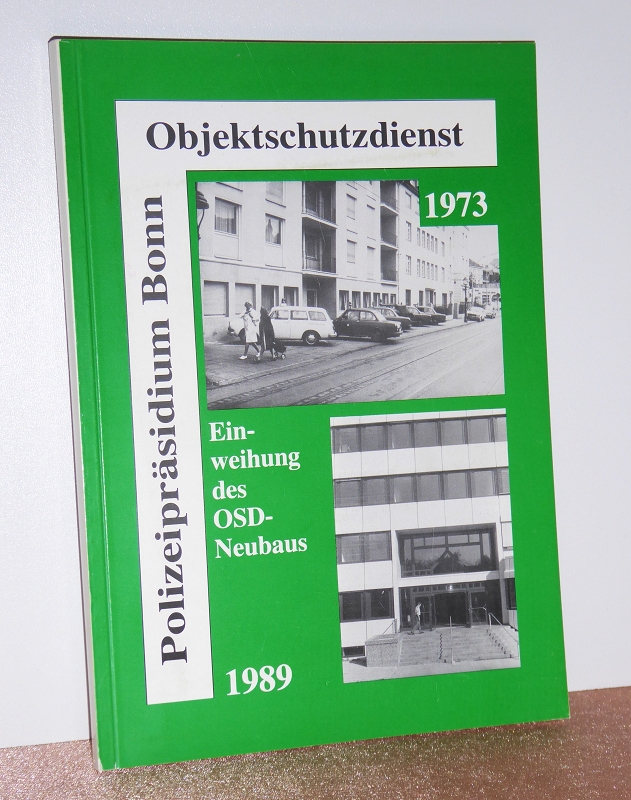 Objektschutzdienst
Polizeipräsidium Bonn
1973
Ein-
weihung
des
OSD-
Neubaus
1989